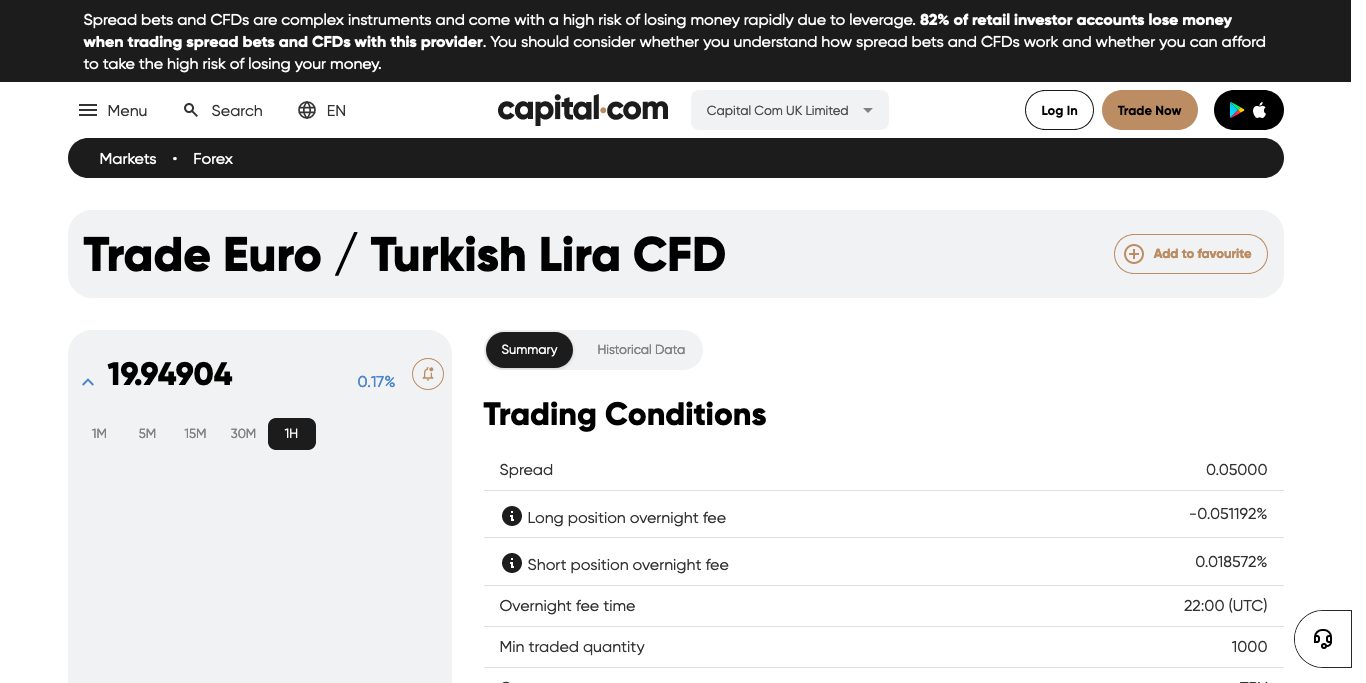 Spread bets and CFDs are complex instruments and come with a high risk of losing money rapidly due to leverage. 82% of retail investor accounts lose money
when trading spread bets and CFDs with this provider. You should consider whether you understand how spread bets and CFDs work and whether you can afford
to take the high risk of losing your money.
Menu Search EN capital.com Capital Com UK Limited Log In Trade Now
Markets • Forex
Trade Euro / Turkish Lira CFD Add to favourite
19.94904 0.17%
1M 5M 15M 30M 1H
Summary Historical Data
Trading Conditions
Spread 0.05000
Long position overnight fee -0.051192%
Short position overnight fee 0.018572%
Overnight fee time 22:00 (UTC)
Min traded quantity 1000